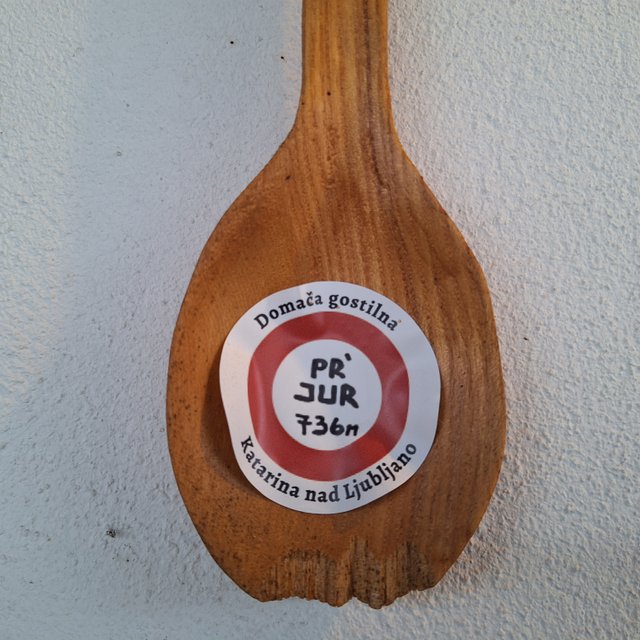 Domača gostilna
PR'
JUR
736m
Katarina nad Ljubljano